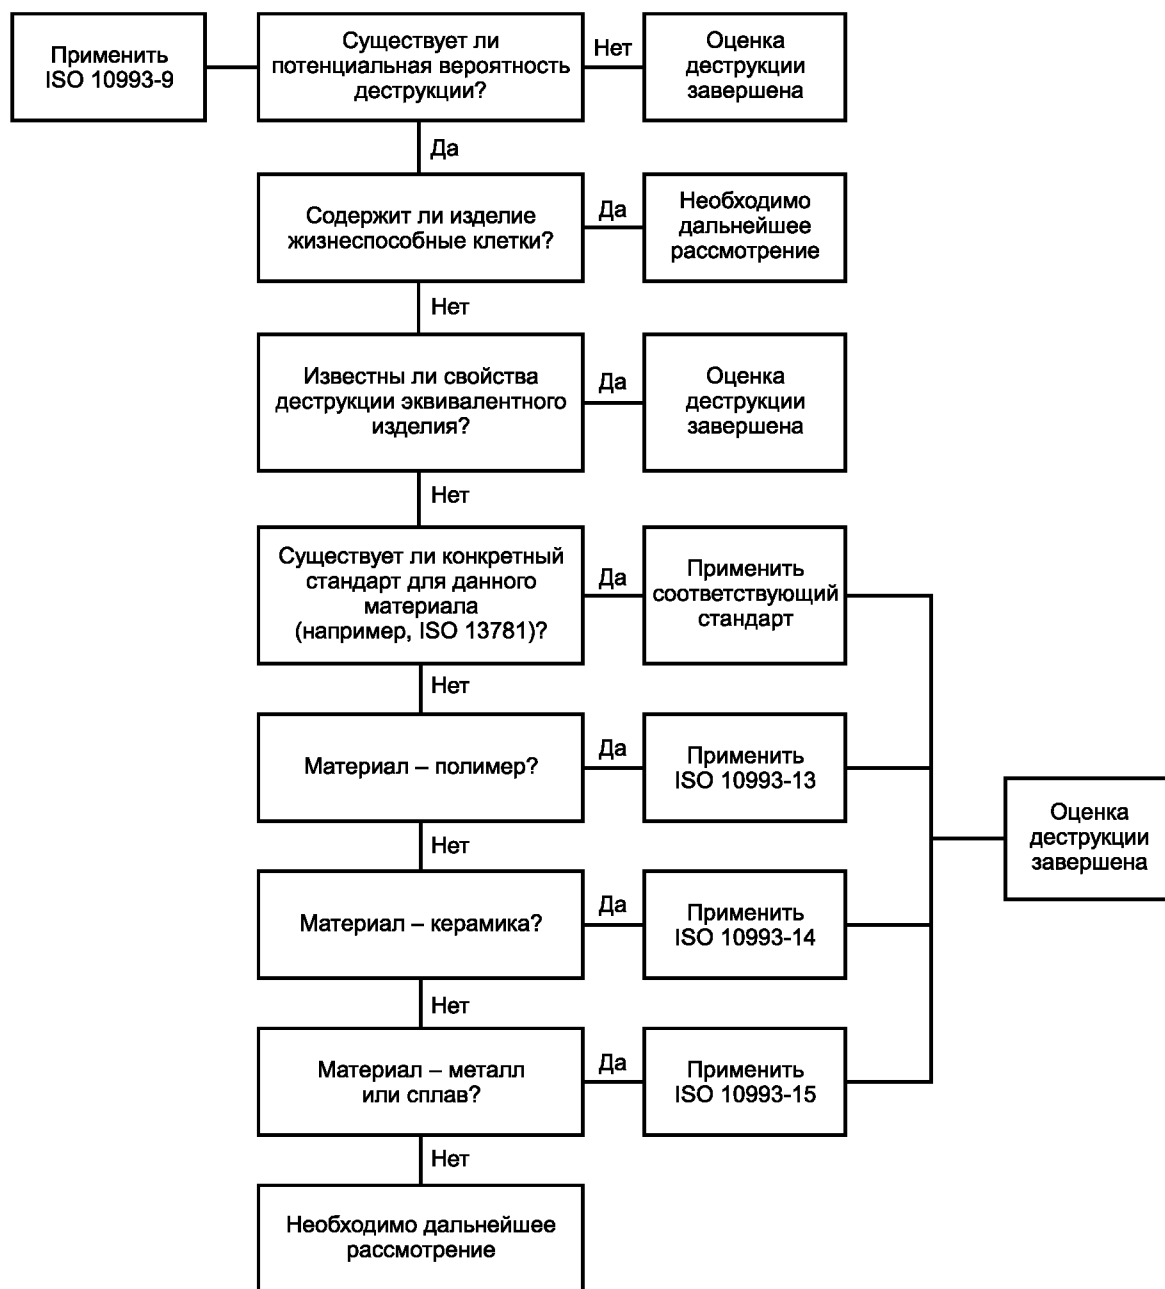 Применить
ISO 10993-9
Существует ли
потенциальная вероятность
деструкции?
Нет
Оценка
деструкции
завершена
Да
Содержит ли изделие
жизнеспособные клетки?
Да
Необходимо
дальнейшее
рассмотрение
Нет
Известны ли свойства
деструкции эквивалентного
изделия?
Да
Оценка
деструкции
завершена
Нет
Существует ли конкретный
стандарт для данного
материала
(например, ISO 13781)?
Да
Применить
соответствующий
стандарт
Нет
Материал – полимер?
Да
Применить
ISO 10993-13
Оценка
деструкции
завершена
Нет
Материал – керамика?
Да
Применить
ISO 10993-14
Нет
Материал – металл
или сплав?
Да
Применить
ISO 10993-15
Нет
Необходимо дальнейшее
рассмотрение